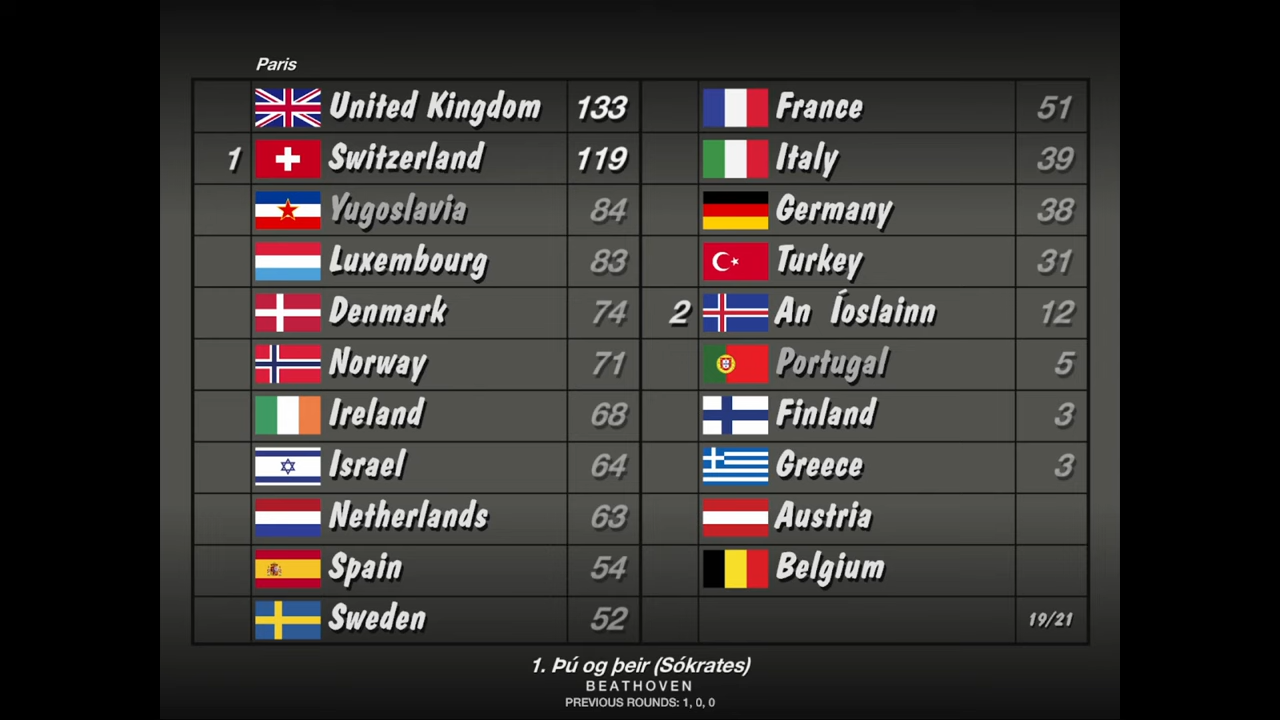 Paris
United Kingdom 133
1 Switzerland 119
Yugoslavia 84
Luxembourg 83
Denmark 74
Norway 71
Ireland 68
Israel 64
Netherlands 63
Spain 54
Sweden 52
France 51
Italy 39
Germany 38
Turkey 31
2 An Íoslainn 12
Portugal 5
Finland 3
Greece 3
Austria
Belgium
19/21
1. Þú og þeir (Sókrates)
BEATHOVEN
PREVIOUS ROUNDS: 1, 0, 0